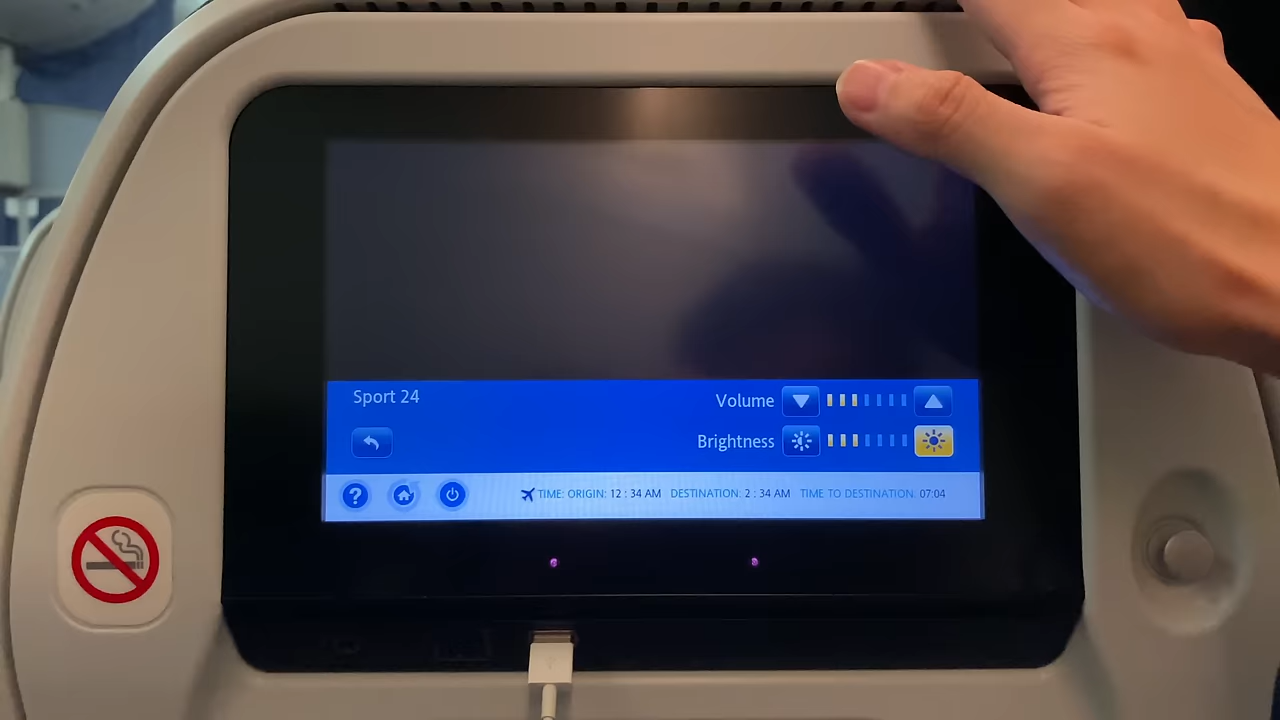 Sport 24
Volume
Brightness
?
TIME: ORIGIN: 12 : 34 AM DESTINATION: 2 : 34 AM TIME TO DESTINATION: 07:04